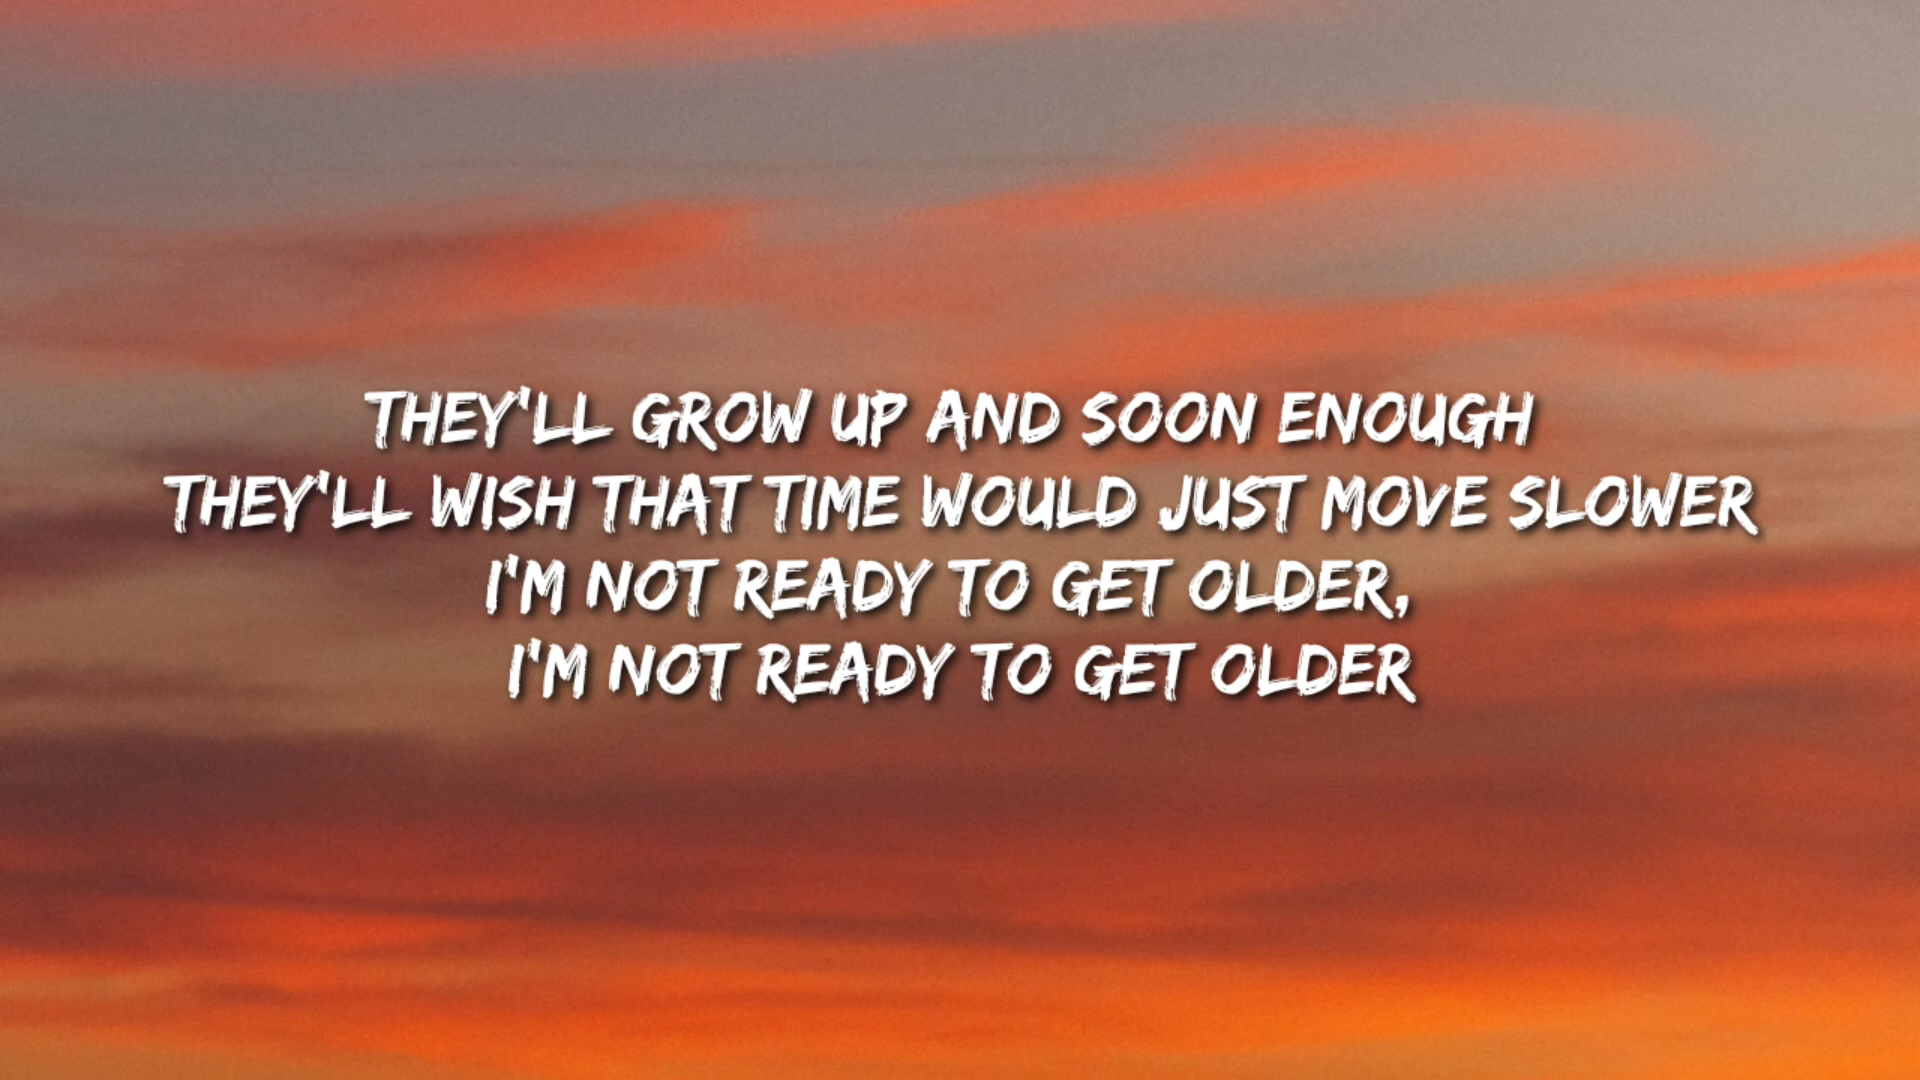 THEY'LL GROW UP AND SOON ENOUGH
THEY'LL WISH THAT TIME WOULD JUST MOVE SLOWER
I'M NOT READY TO GET OLDER,
I'M NOT READY TO GET OLDER